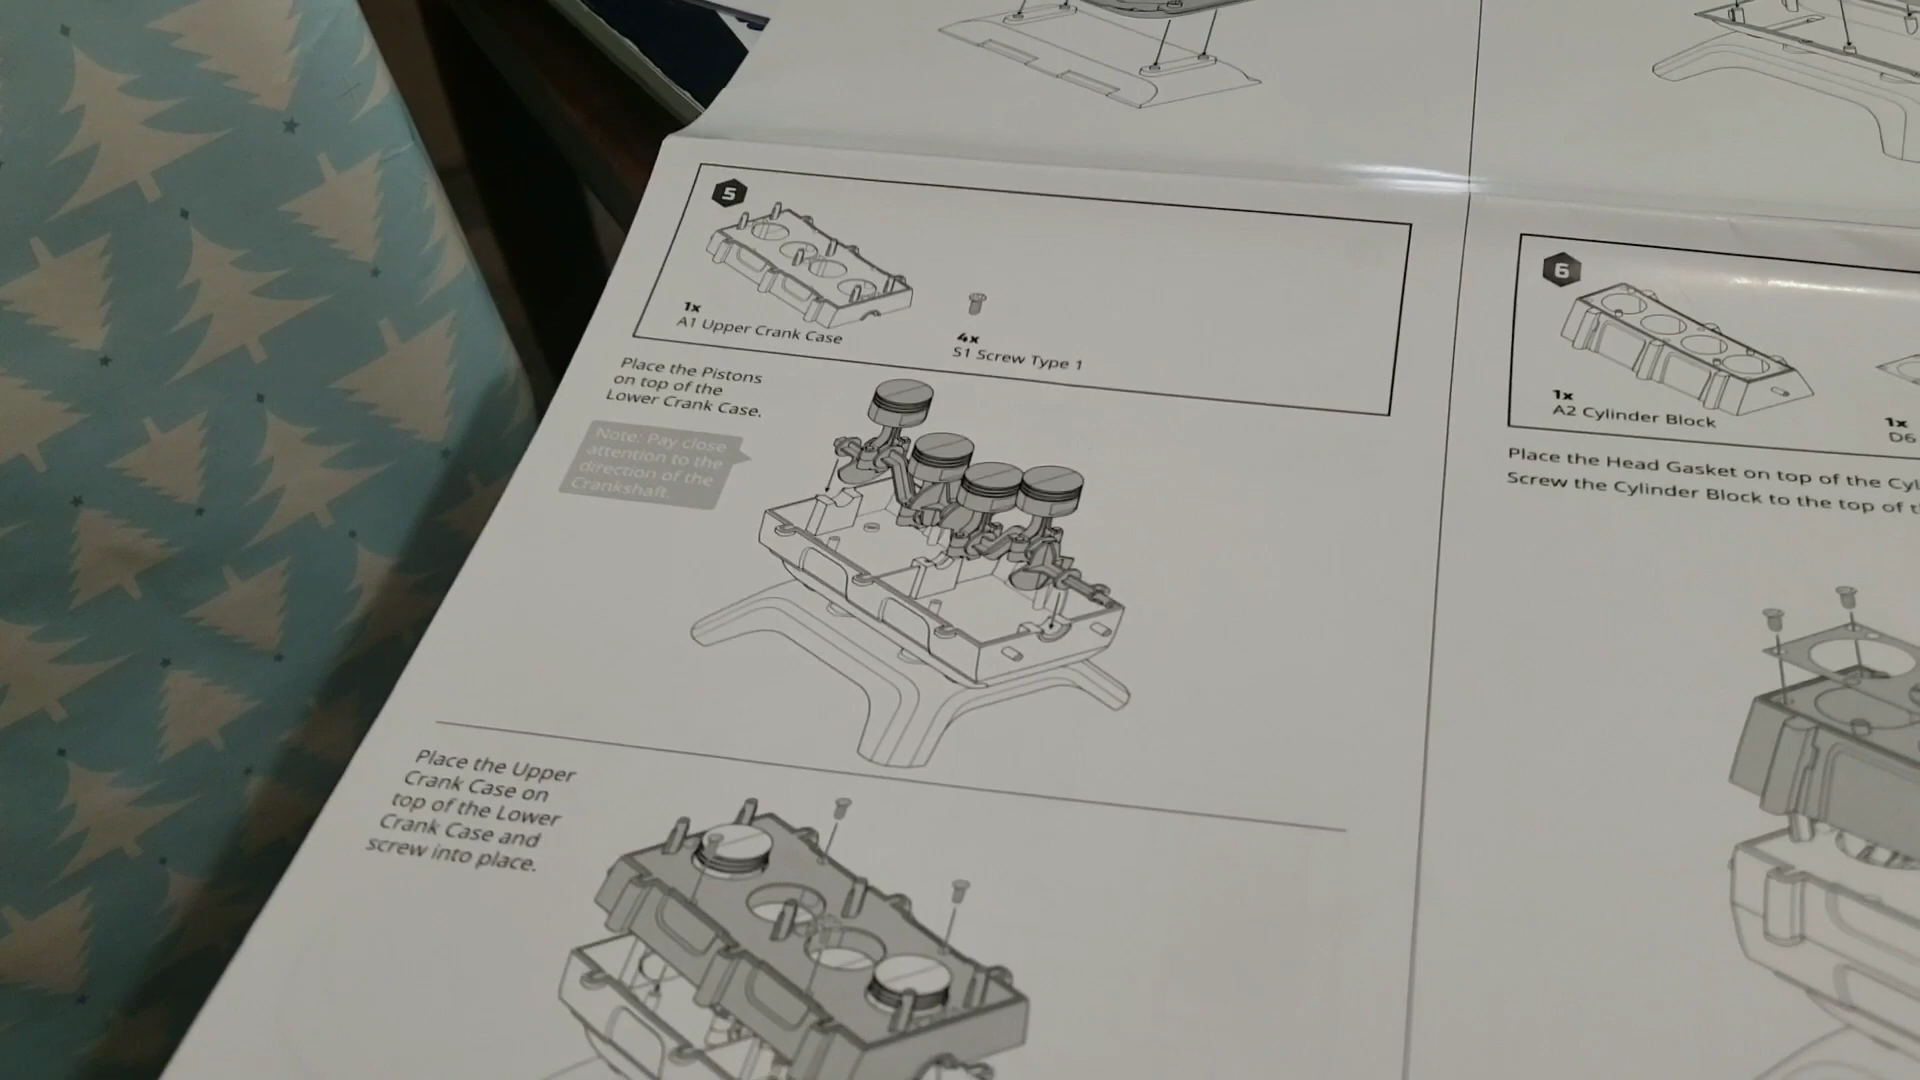 5
1x
A1 Upper Crank Case
4x
S1 Screw Type 1
Place the Pistons
on top of the
Lower Crank Case.
Note: Pay close
attention to the
direction of the
Crankshaft.
Place the Upper
Crank Case on
top of the Lower
Crank Case and
screw into place.
6
1x
A2 Cylinder Block
1x
D6
Place the Head Gasket on top of the Cyl
Screw the Cylinder Block to the top of t